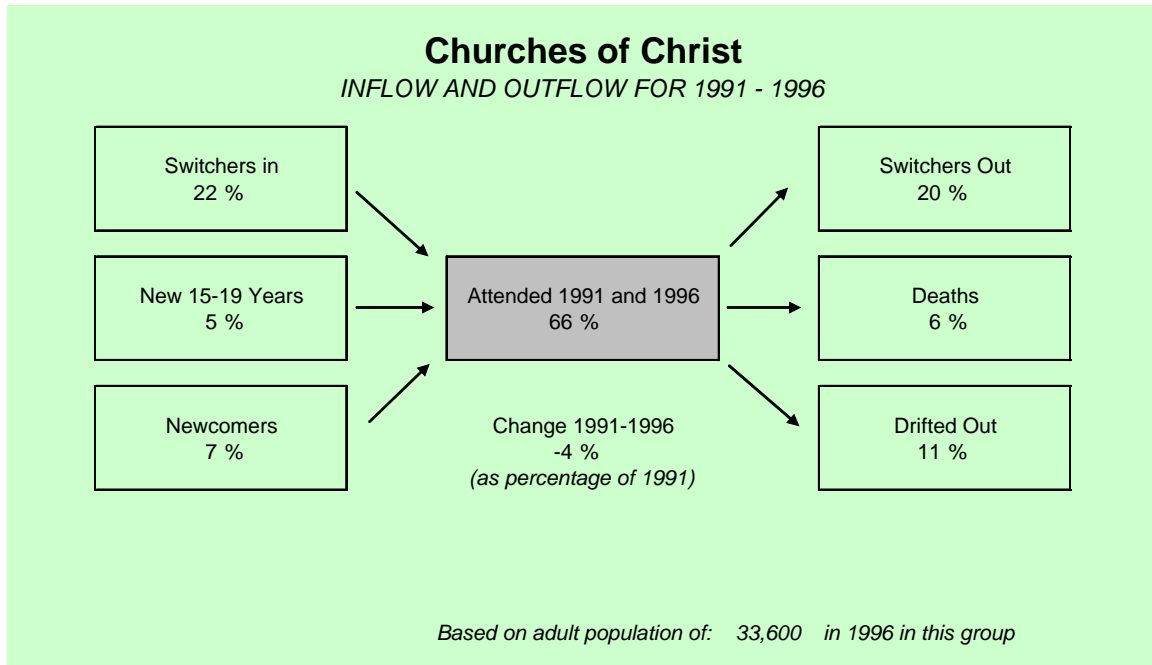 Churches of Christ
INFLOW AND OUTFLOW FOR 1991 - 1996
Switchers in
22 %
New 15-19 Years
5 %
Newcomers
7 %
Attended 1991 and 1996
66 %
Change 1991-1996
-4 %
(as percentage of 1991)
Switchers Out
20 %
Deaths
6 %
Drifted Out
11 %
Based on adult population of: 33,600 in 1996 in this group